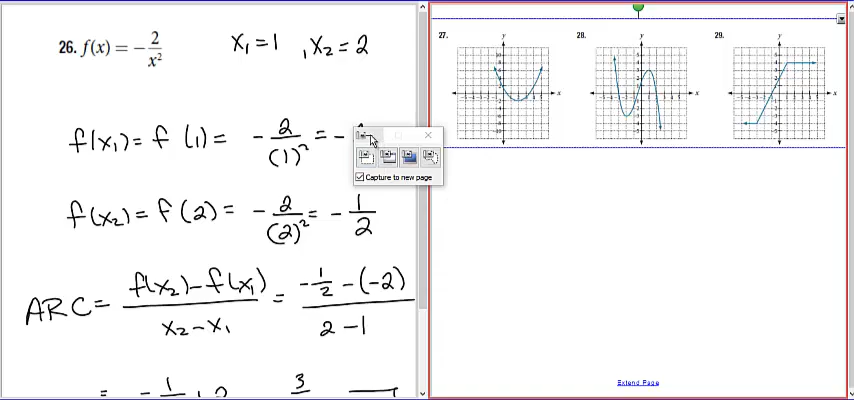 26. f(x) = - 2/x²
x₁ = 1 , x₂ = 2
f(x₁) = f (1) = - 2/(1)² = -
f(x₂) = f(2) = - 2/(2)² = - 1/2
ARC = f(x₂) - f(x₁) / x₂ - x₁ = - 1/2 - (-2) / 2 - 1
Capture to new page
27.
28.
29.
y
y
y
x
x
x
Extend Page